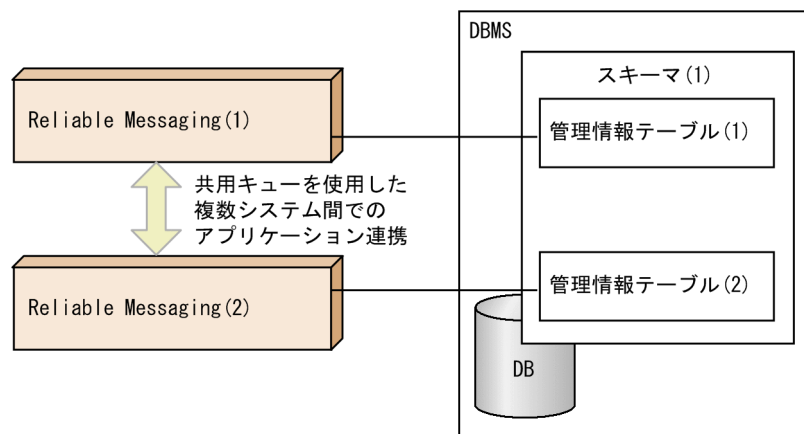 DBMS
スキーマ(1)
Reliable Messaging(1)
管理情報テーブル(1)
共用キューを使用した
複数システム間での
アプリケーション連携
Reliable Messaging(2)
管理情報テーブル(2)
DB